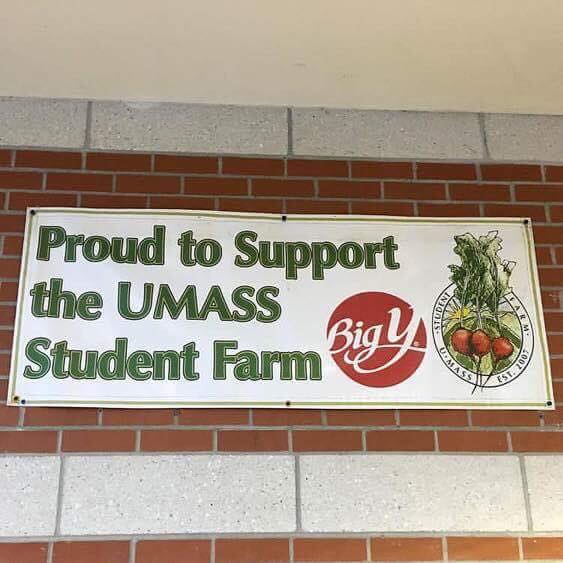 Proud to Support
the UMASS
Student Farm
Big Y.
STUDENT FARM
UMASS EST. 2007